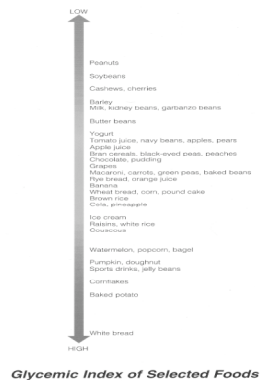 LOW
Peanuts
Soybeans
Cashews, cherries
Barley
Milk, kidney beans, garbanzo beans
Butter beans
Yogurt
Tomato juice, navy beans, apples, pears
Apple juice
Bran cereals, black-eyed peas, peaches
Chocolate, pudding
Grapes
Macaroni, carrots, green peas, baked beans
Rye bread, orange juice
Banana
Wheat bread, corn, pound cake
Brown rice
Cola, pineapple
Ice cream
Raisins, white rice
Couscous
Watermelon, popcorn, bagel
Pumpkin, doughnut
Sports drinks, jelly beans
Cornflakes
Baked potato
White bread
HIGH
Glycemic Index of Selected Foods